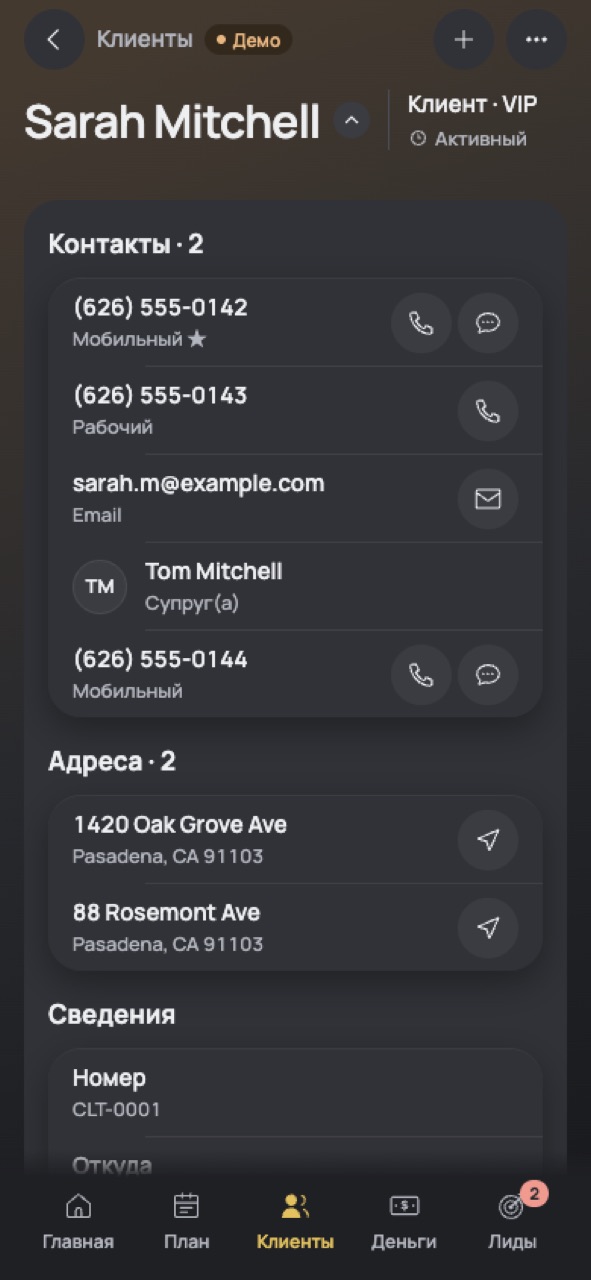 Клиенты
Демо
Sarah Mitchell
Клиент · VIP
Активный
Контакты · 2
(626) 555-0142
Мобильный ★
(626) 555-0143
Рабочий
sarah.m@example.com
Email
TM
Tom Mitchell
Супруг(а)
(626) 555-0144
Мобильный
Адреса · 2
1420 Oak Grove Ave
Pasadena, CA 91103
88 Rosemont Ave
Pasadena, CA 91103
Сведения
Номер
CLT-0001
Откуда
2
Главная
План
Клиенты
Деньги
Лиды